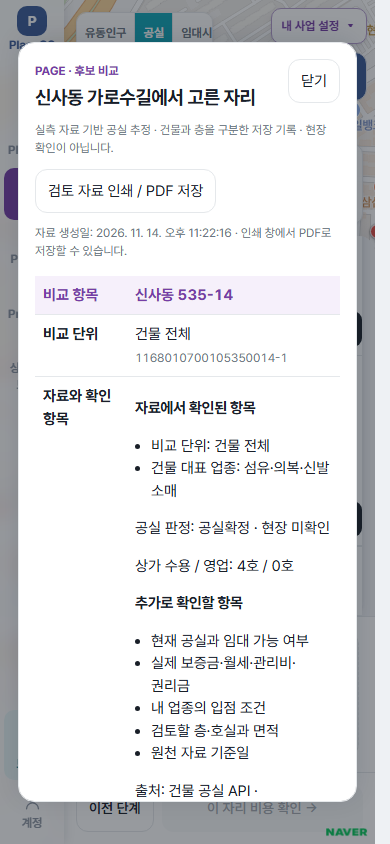 P
유동인구
공실
임대시
내 사업 설정
PAGE · 후보 비교
신사동 가로수길에서 고른 자리
닫기
실측 자료 기반 공실 추정 · 건물과 층을 구분한 저장 기록 · 현장
확인이 아닙니다.
검토 자료 인쇄 / PDF 저장
자료 생성일: 2026. 11. 14. 오후 11:22:16 · 인쇄 창에서 PDF로
저장할 수 있습니다.
비교 항목
신사동 535-14
비교 단위
건물 전체
1168010700105350014-1
자료와 확인
항목
자료에서 확인된 항목
• 비교 단위: 건물 전체
• 건물 대표 업종: 섬유·의복·신발
소매
공실 판정: 공실확정 · 현장 미확인
상가 수용 / 영업: 4호 / 0호
추가로 확인할 항목
• 현재 공실과 임대 가능 여부
• 실제 보증금·월세·관리비·
권리금
• 내 업종의 입점 조건
• 검토할 층·호실과 면적
• 원천 자료 기준일
출처: 건물 공실 API ·
이전 단계
이 자리 비용 확인 →
계정
NAVER